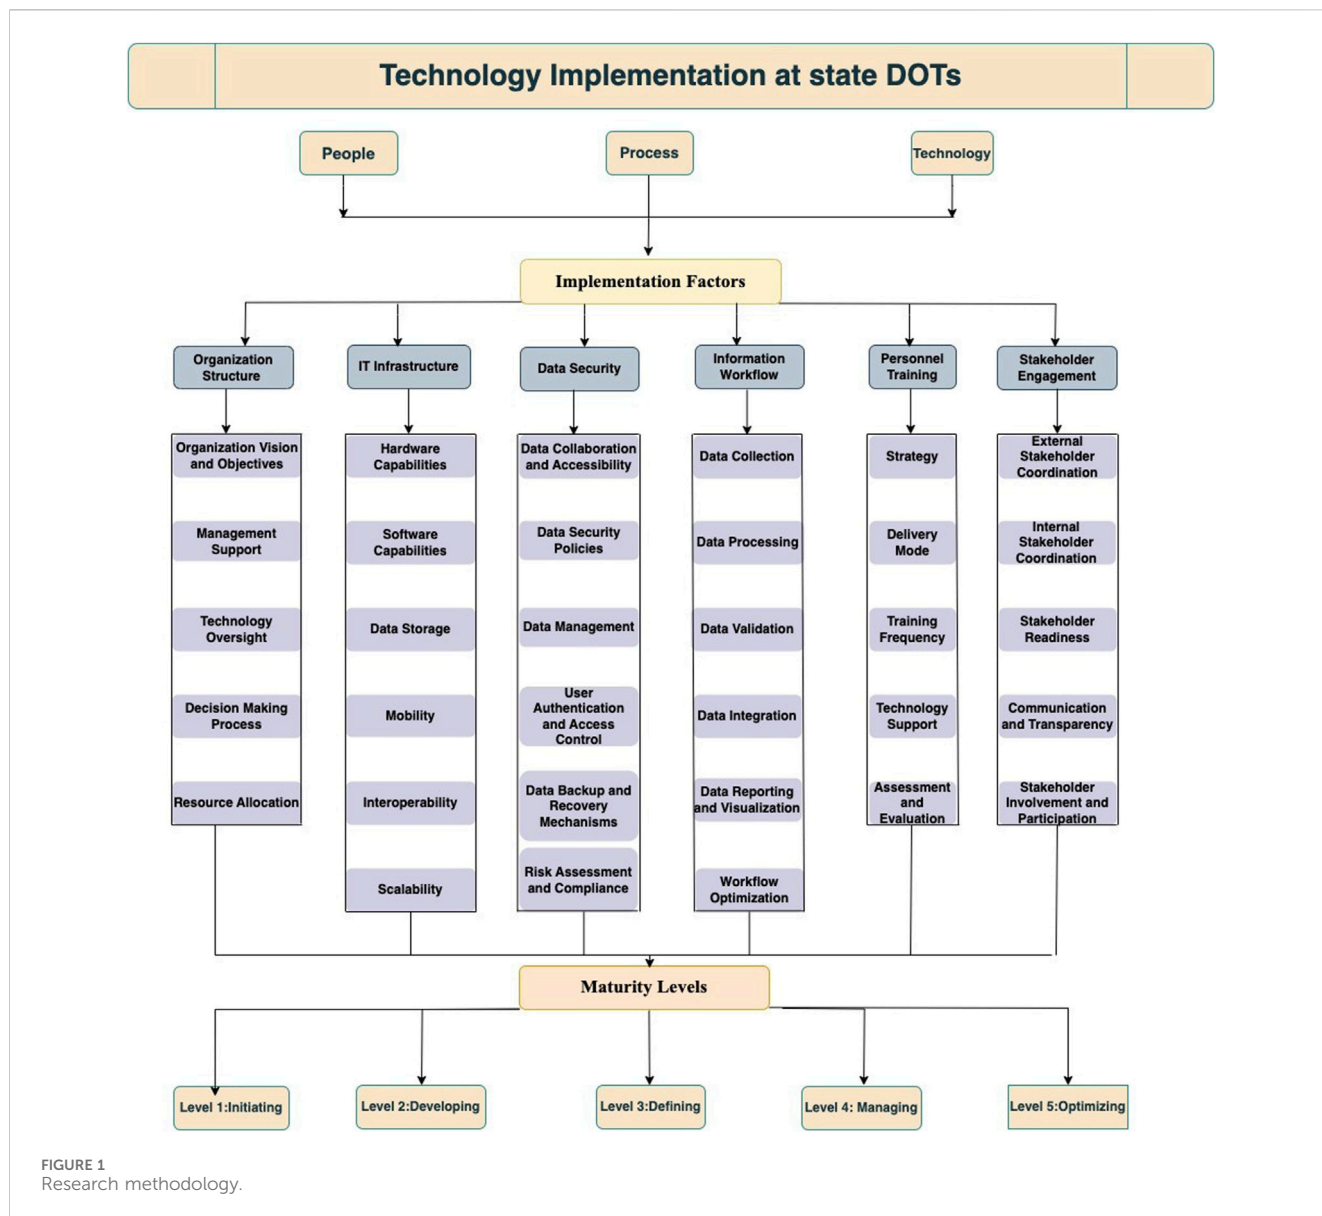 Technology Implementation at state DOTs
People
Process
Technology
Implementation Factors
Organization
Structure
IT Infrastructure
Data Security
Information
Workflow
Personnel
Training
Stakeholder
Engagement
Organization Vision
and Objectives
Management
Support
Technology
Oversight
Decision Making
Process
Resource Allocation
Hardware
Capabilities
Software
Capabilities
Data Storage
Mobility
Interoperability
Scalability
Data Collaboration
and Accessibility
Data Security
Policies
Data Management
User
Authentication
and Access
Control
Data Backup and
Recovery
Mechanisms
Risk Assessment
and Compliance
Data Collection
Data Processing
Data Validation
Data Integration
Data Reporting
and Visualization
Workflow
Optimization
Strategy
Delivery
Mode
Training
Frequency
Technology
Support
Assessment
and
Evaluation
External
Stakeholder
Coordination
Internal
Stakeholder
Coordination
Stakeholder
Readiness
Communication
and Transparency
Stakeholder
Involvement and
Participation
Maturity Levels
Level 1:Initiating
Level 2:Developing
Level 3:Defining
Level 4: Managing
Level 5:Optimizing
FIGURE 1
Research methodology.